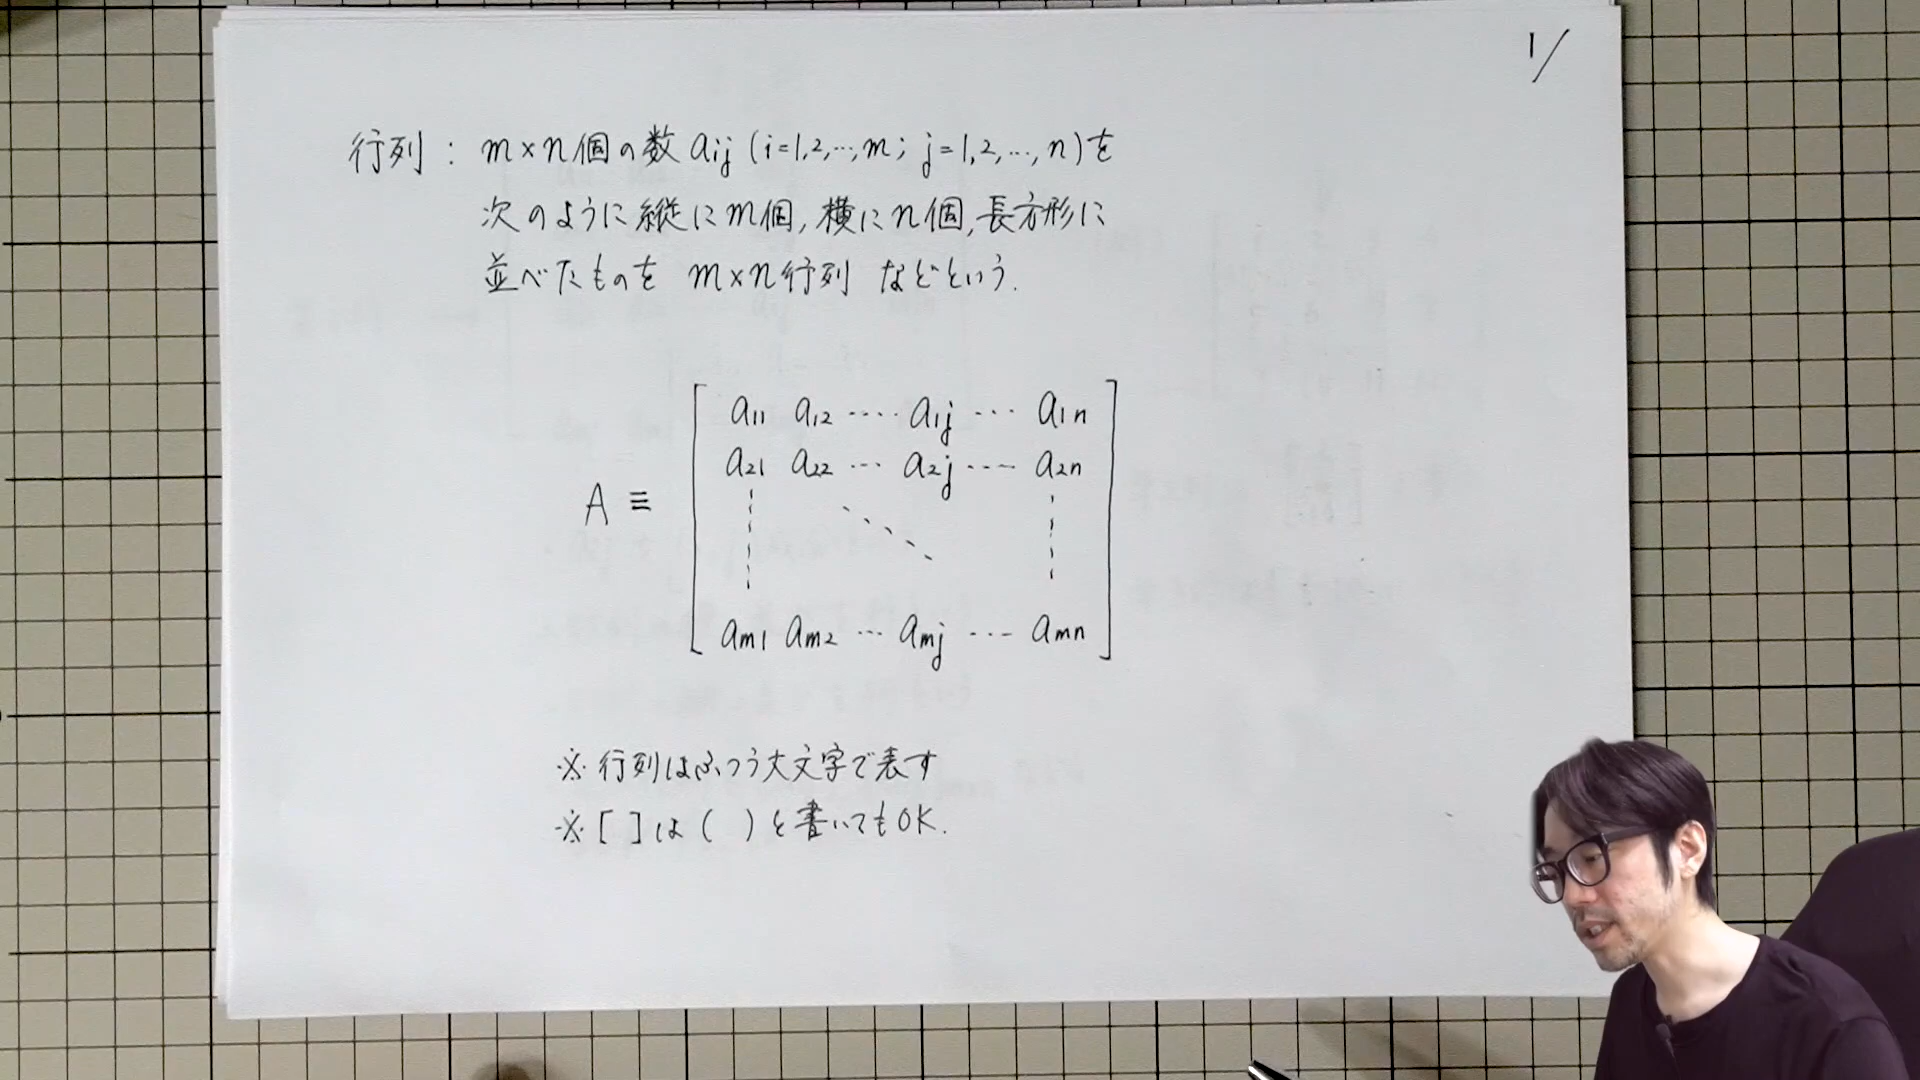 1/
行列 : m×n個の数 aij (i=1,2,…,m; j=1,2,…,n)を
次のように縦にm個,横にn個,長方形に
並べたものを m×n行列 などという.
a11 a12 ···· a1j ··· a1n
a21 a22 ··· a2j ···· a2n
A ≡
am1 am2 ··· amj ··· amn
※ 行列はふつう大文字で表す
※ [ ]は ( ) と書いてもOK.